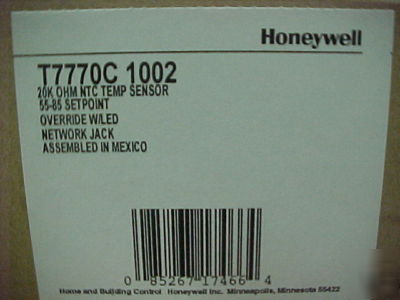 Honeywell
T7770C 1002
20K OHM NTC TEMP SENSOR
55-85 SETPOINT
OVERRIDE W/LED
NETWORK JACK
ASSEMBLED IN MEXICO
0 85267 17466 4
Home and Building Control Honeywell Inc. Minneapolis, Minnesota 55422